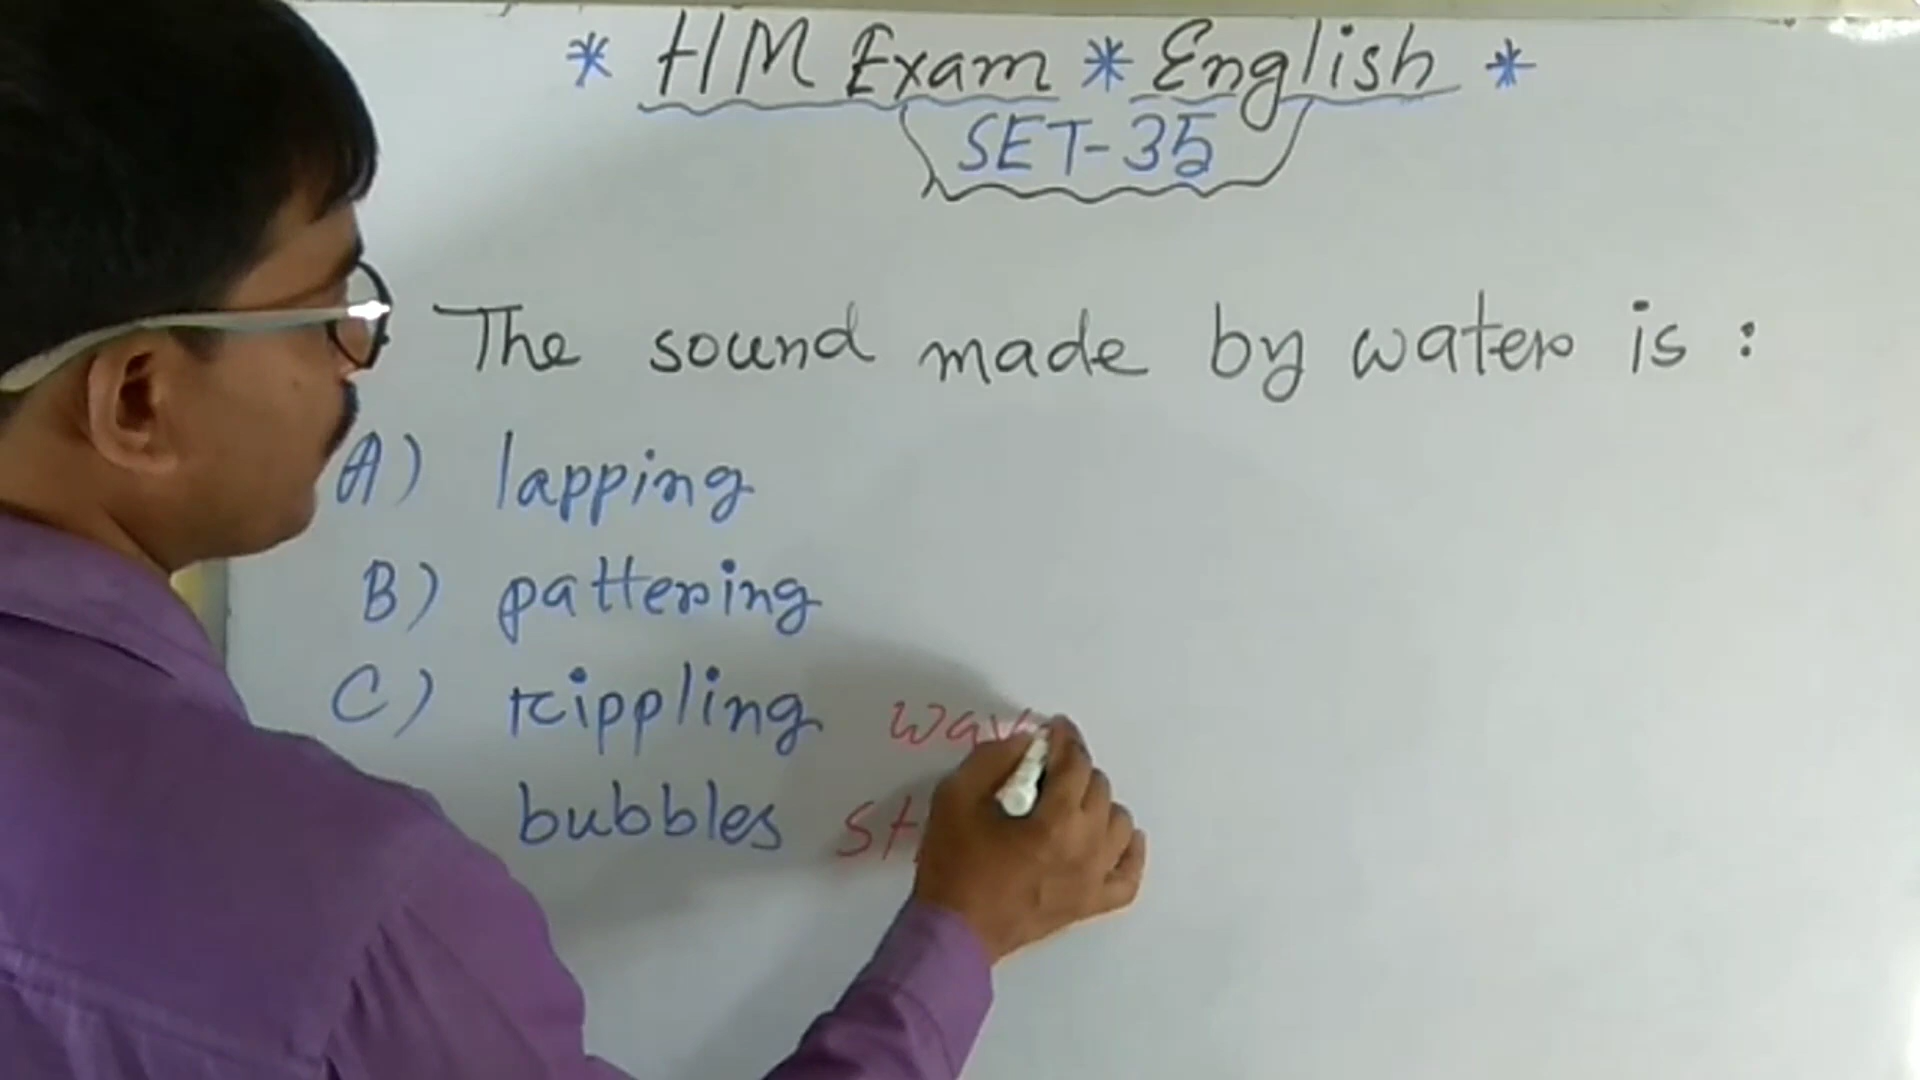 * HM Exam * English *
SET-35
The sound made by water is :
A) lapping
B) pattering
C) rippling
bubbles